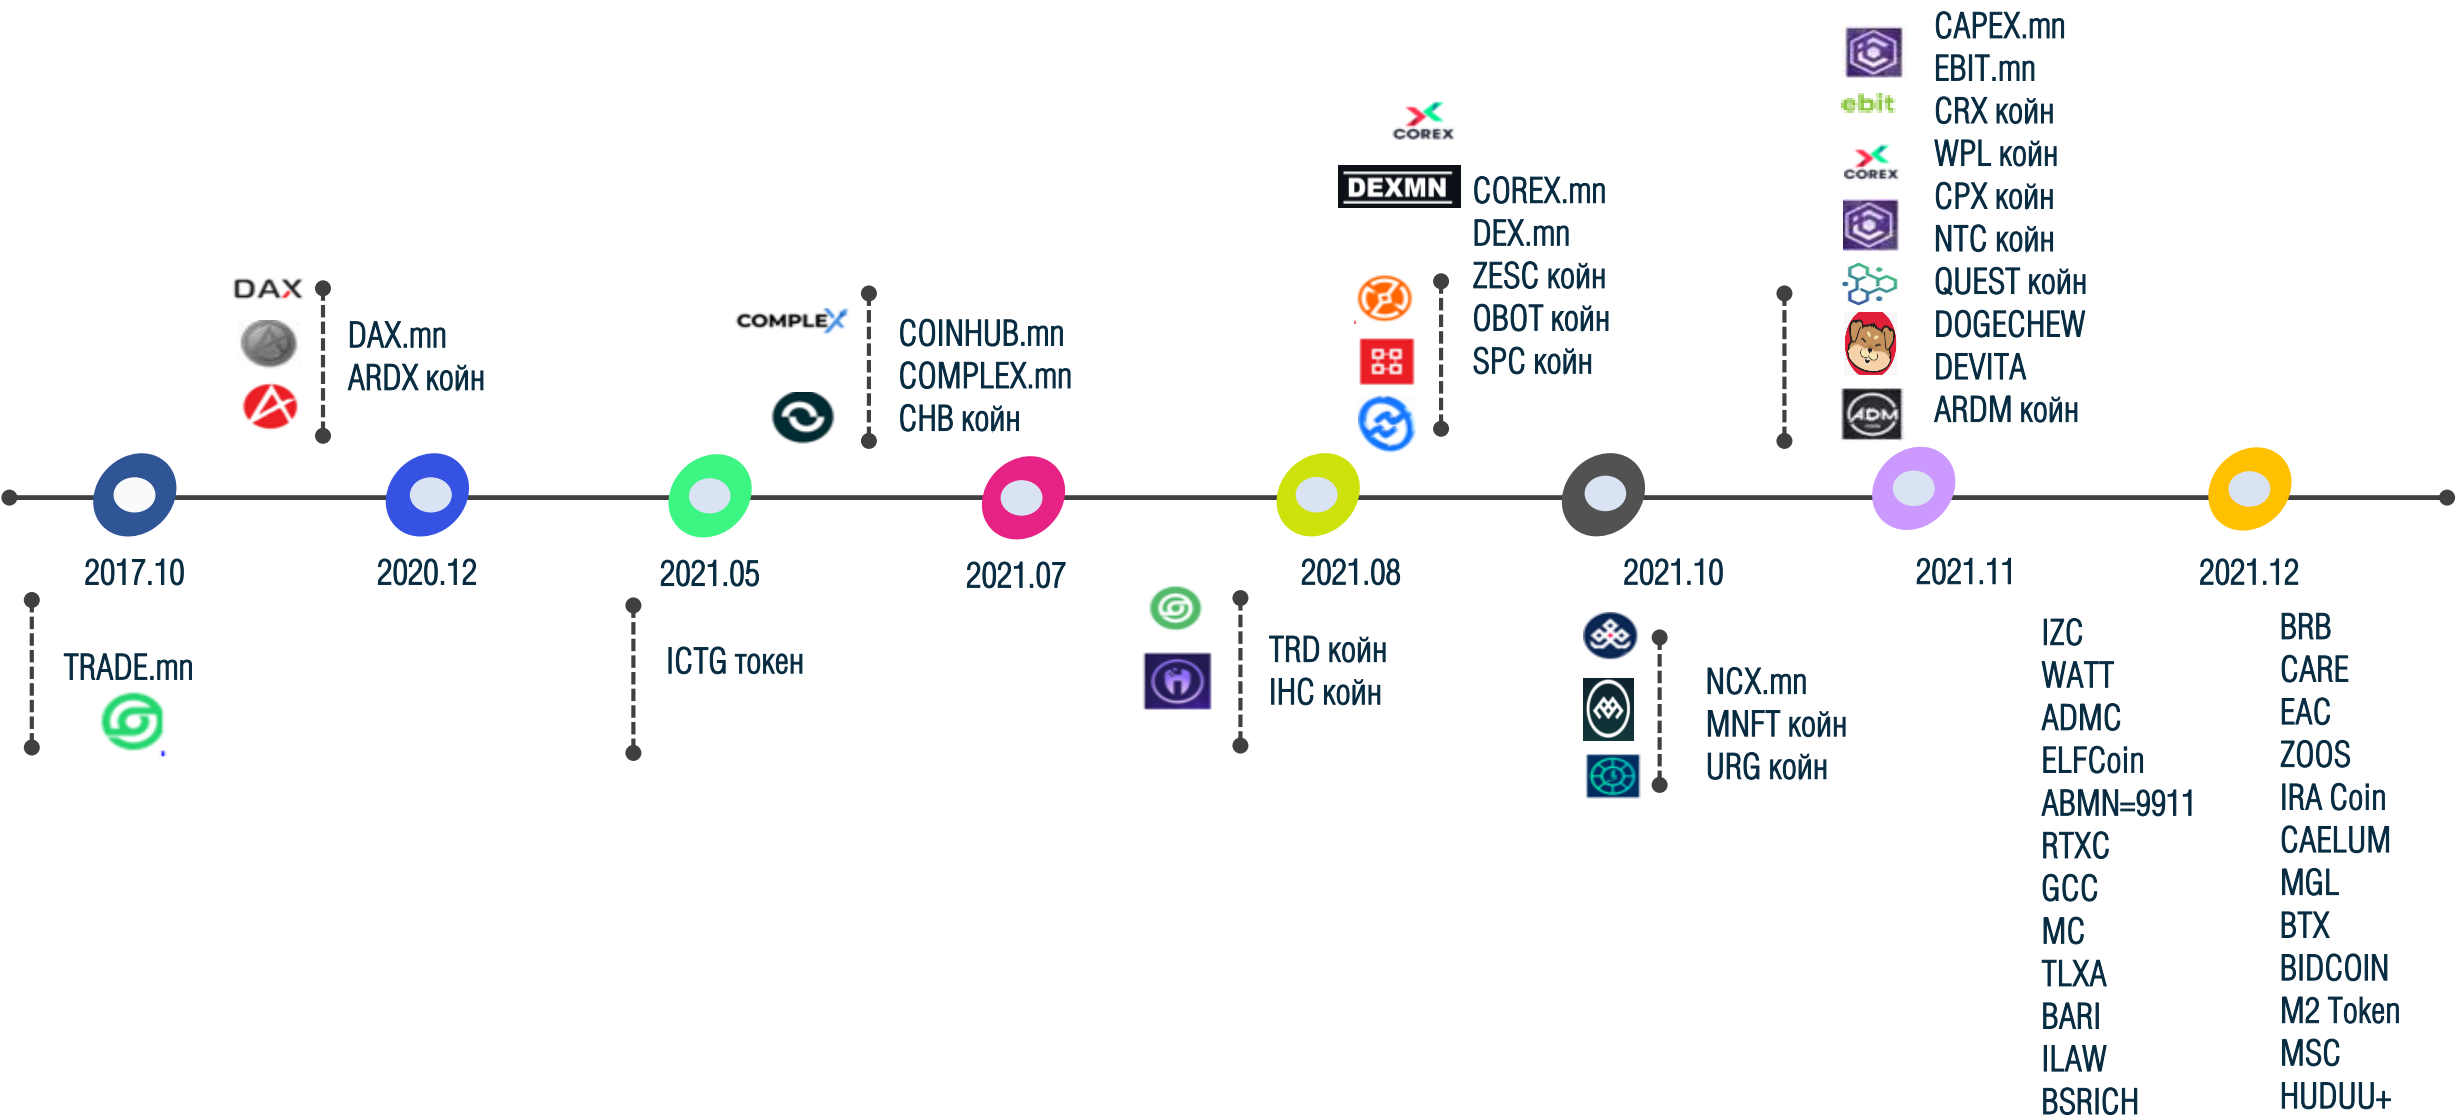 2017.10
TRADE.mn
DAX
DAX.mn
ARDX койн
2020.12
2021.05
ICTG токен
COMPLEX
COINHUB.mn
COMPLEX.mn
CHB койн
2021.07
TRD койн
IHC койн
2021.08
COREX
DEXMN
COREX.mn
DEX.mn
ZESC койн
OBOT койн
SPC койн
2021.10
NCX.mn
MNFT койн
URG койн
ebit
COREX
ADM
CAPEX.mn
EBIT.mn
CRX койн
WPL койн
CPX койн
NTC койн
QUEST койн
DOGECHEW
DEVITA
ARDM койн
2021.11
2021.12
IZC
WATT
ADMC
ELFCoin
ABMN=9911
RTXC
GCC
MC
TLXA
BARI
ILAW
BSRICH
BRB
CARE
EAC
ZOOS
IRA Coin
CAELUM
MGL
BTX
BIDCOIN
M2 Token
MSC
HUDUU+